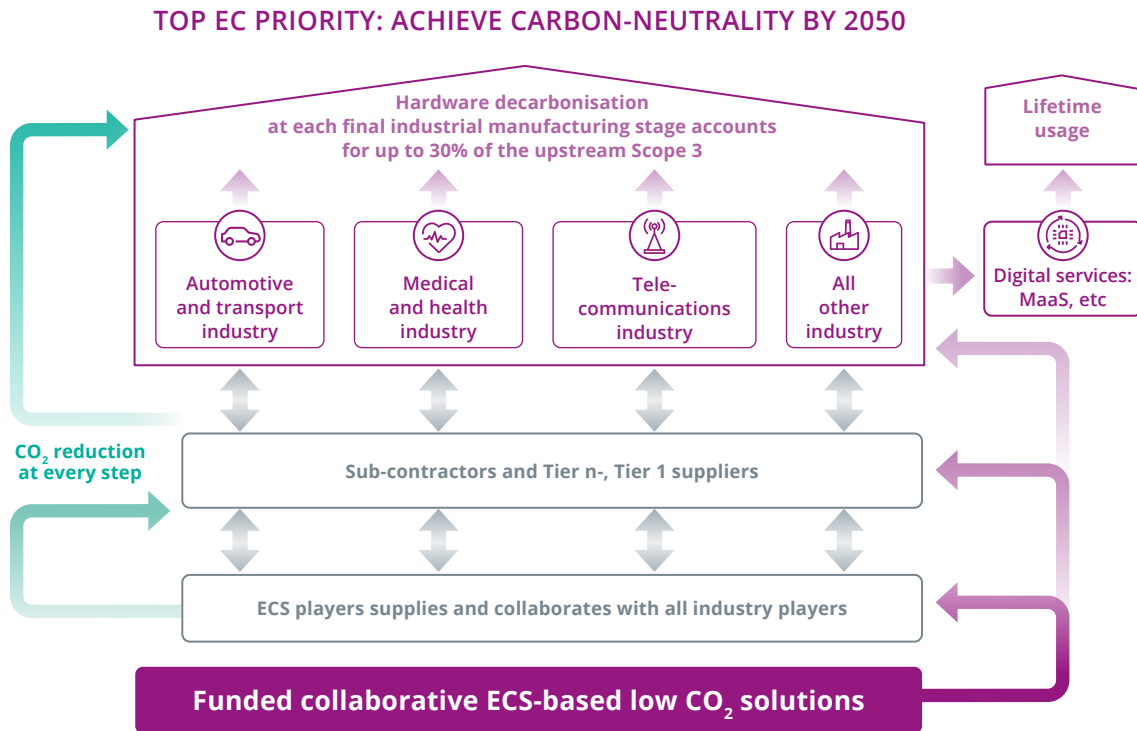 TOP EC PRIORITY: ACHIEVE CARBON-NEUTRALITY BY 2050
Hardware decarbonisation
at each final industrial manufacturing stage accounts
for up to 30% of the upstream Scope 3
Lifetime
usage
Automotive
and transport
industry
Medical
and health
industry
Tele-
communications
industry
All
other
industry
Digital services:
MaaS, etc
CO₂ reduction
at every step
Sub-contractors and Tier n-, Tier 1 suppliers
ECS players supplies and collaborates with all industry players
Funded collaborative ECS-based low CO₂ solutions